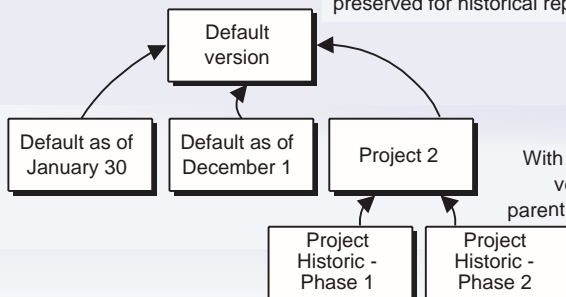 preserved for historical rep
Default
version
Default as of
January 30
Default as of
December 1
Project 2
With
parent
Project
Historic -
Phase 1
Project
Historic -
Phase 2